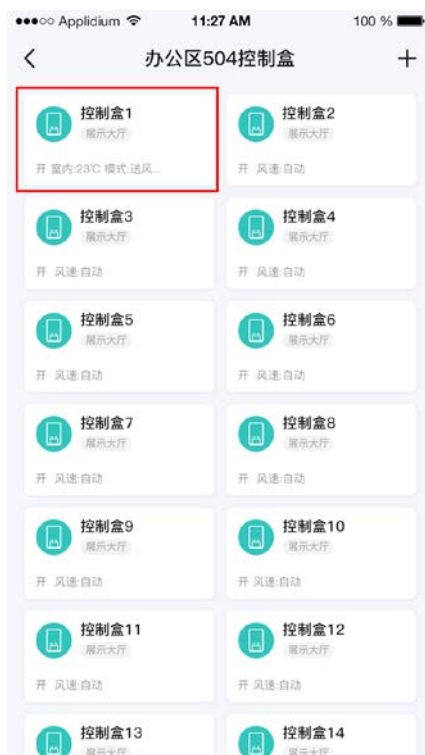 ●●●○○ Applidium 11:27 AM 100 %
办公区504控制盒
控制盒1 控制盒2
展示大厅 展示大厅
开 室内:23℃ 模式:送风... 开 风速:自动
控制盒3 控制盒4
展示大厅 展示大厅
开 风速:自动 开 风速:自动
控制盒5 控制盒6
展示大厅 展示大厅
开 风速:自动 开 风速:自动
控制盒7 控制盒8
展示大厅 展示大厅
开 风速:自动 开 风速:自动
控制盒9 控制盒10
展示大厅 展示大厅
开 风速:自动 开 风速:自动
控制盒11 控制盒12
展示大厅 展示大厅
开 风速:自动 开 风速:自动
控制盒13 控制盒14
展示大厅 展示大厅